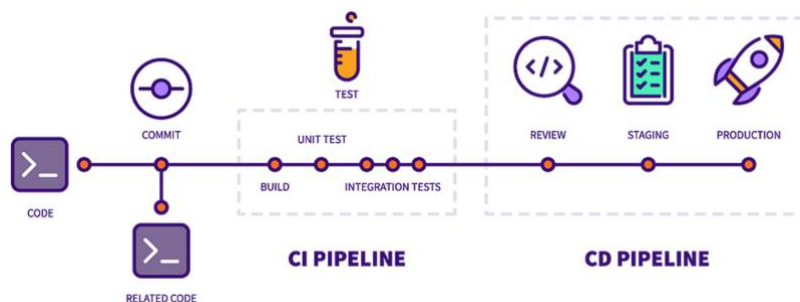 TEST
COMMIT
UNIT TEST
REVIEW
STAGING
PRODUCTION
>_
</>
BUILD
INTEGRATION TESTS
CODE
>_
CI PIPELINE
CD PIPELINE
RELATED CODE